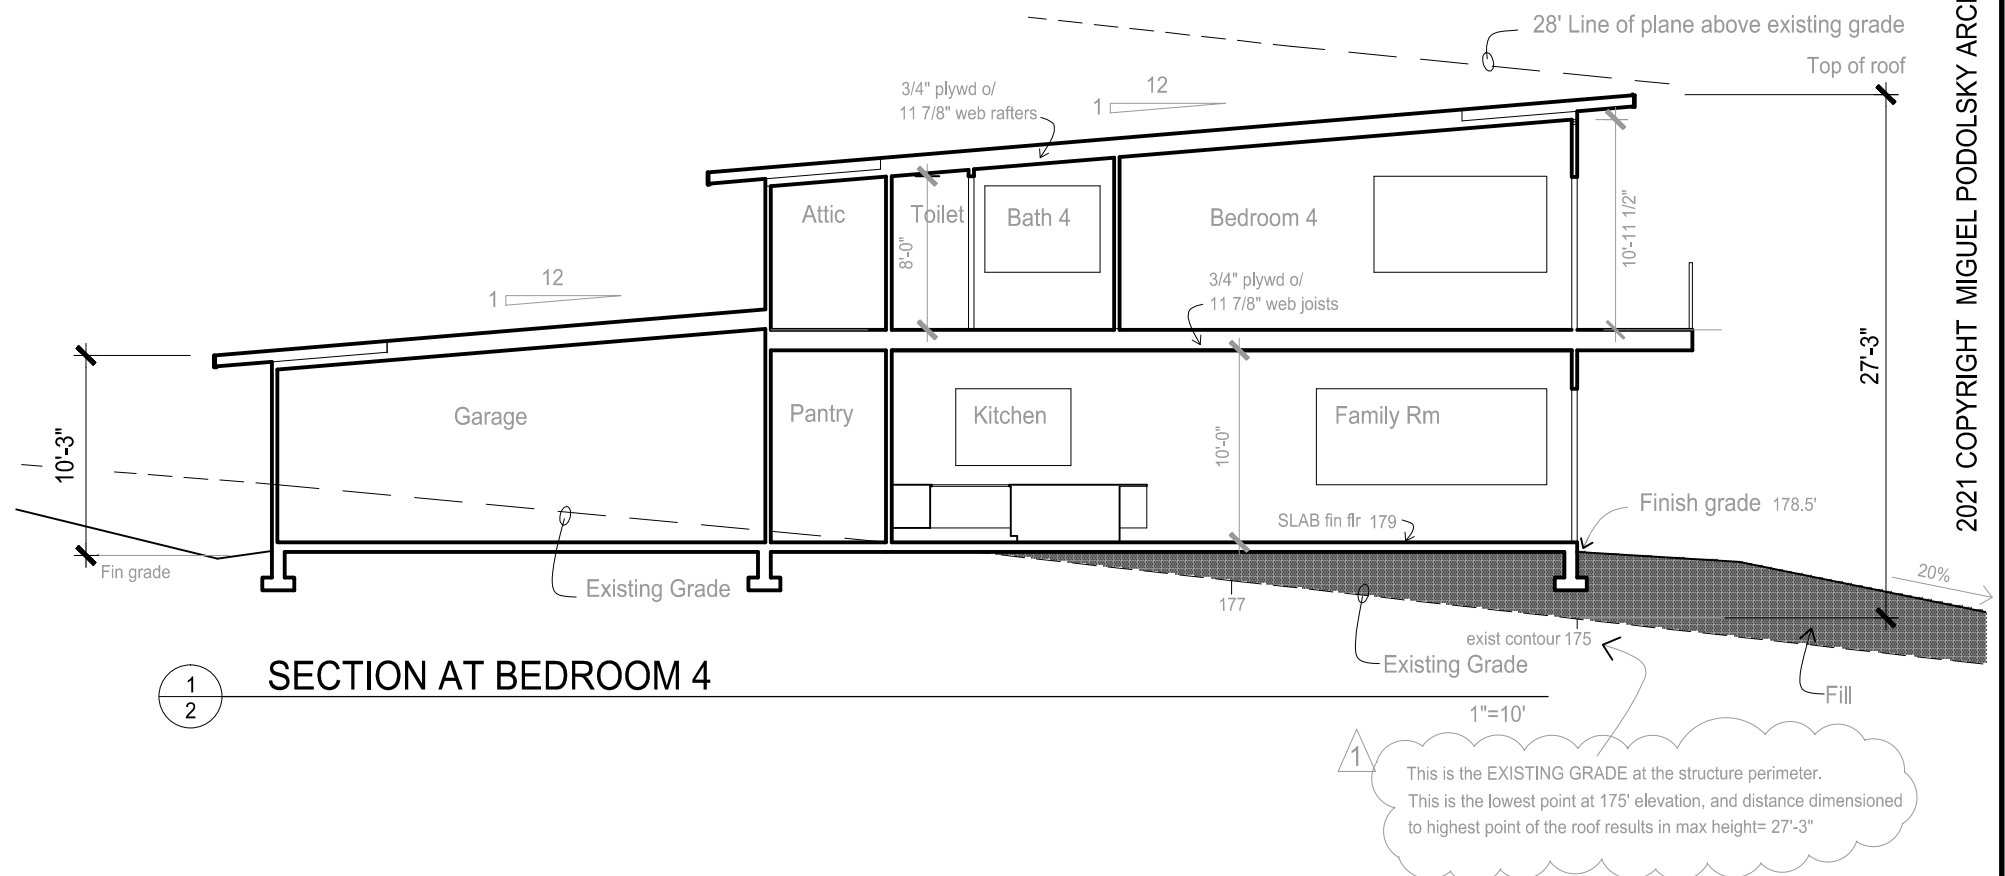 28' Line of plane above existing grade
Top of roof
3/4" plywd o/
11 7/8" web rafters
12
1
Attic
Toilet
Bath 4
Bedroom 4
8'-0"
10'-11 1/2"
12
1
3/4" plywd o/
11 7/8" web joists
27'-3"
10'-3"
Garage
Pantry
Kitchen
Family Rm
10'-0"
SLAB fin flr 179
Finish grade 178.5'
Fin grade
Existing Grade
177
20%
exist contour 175
Existing Grade
Fill
1
2
SECTION AT BEDROOM 4
1"=10'
1
This is the EXISTING GRADE at the structure perimeter.
This is the lowest point at 175' elevation, and distance dimensioned
to highest point of the roof results in max height= 27'-3"
2021 COPYRIGHT MIGUEL PODOLSKY